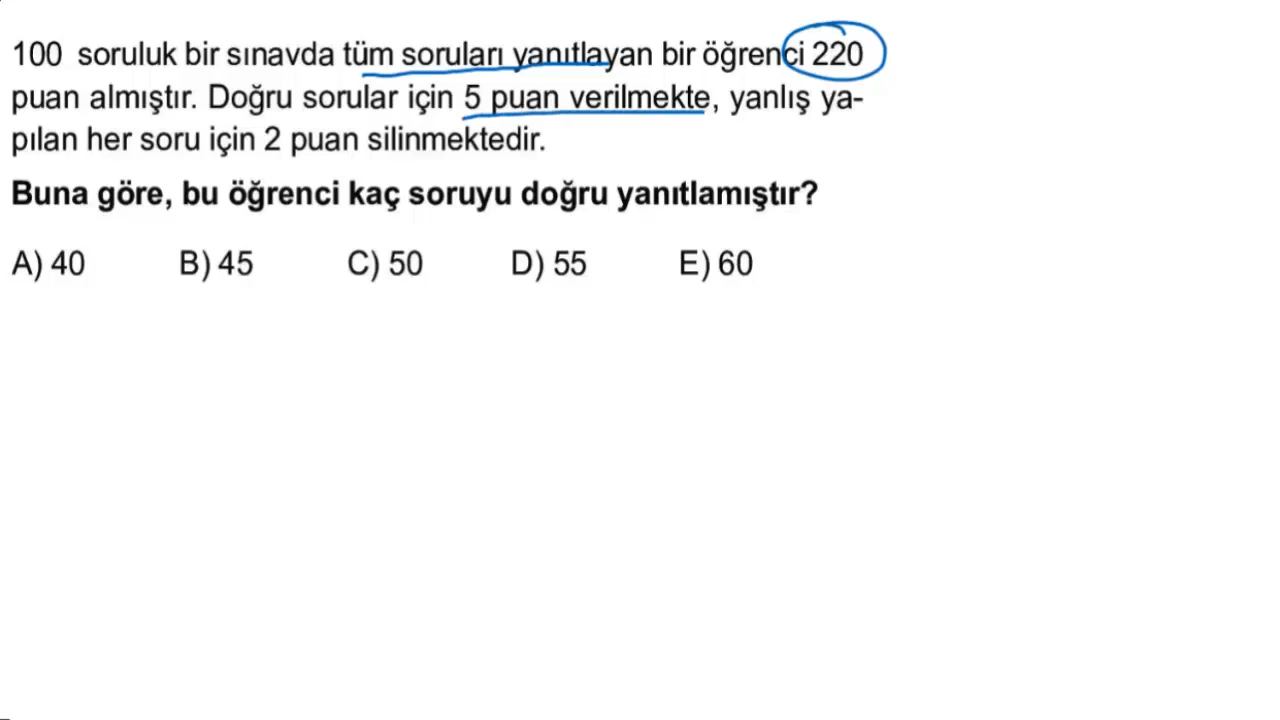 100 soruluk bir sınavda tüm soruları yanıtlayan bir öğrenci 220
puan almıştır. Doğru sorular için 5 puan verilmekte, yanlış ya-
pılan her soru için 2 puan silinmektedir.
Buna göre, bu öğrenci kaç soruyu doğru yanıtlamıştır?
A) 40 B) 45 C) 50 D) 55 E) 60